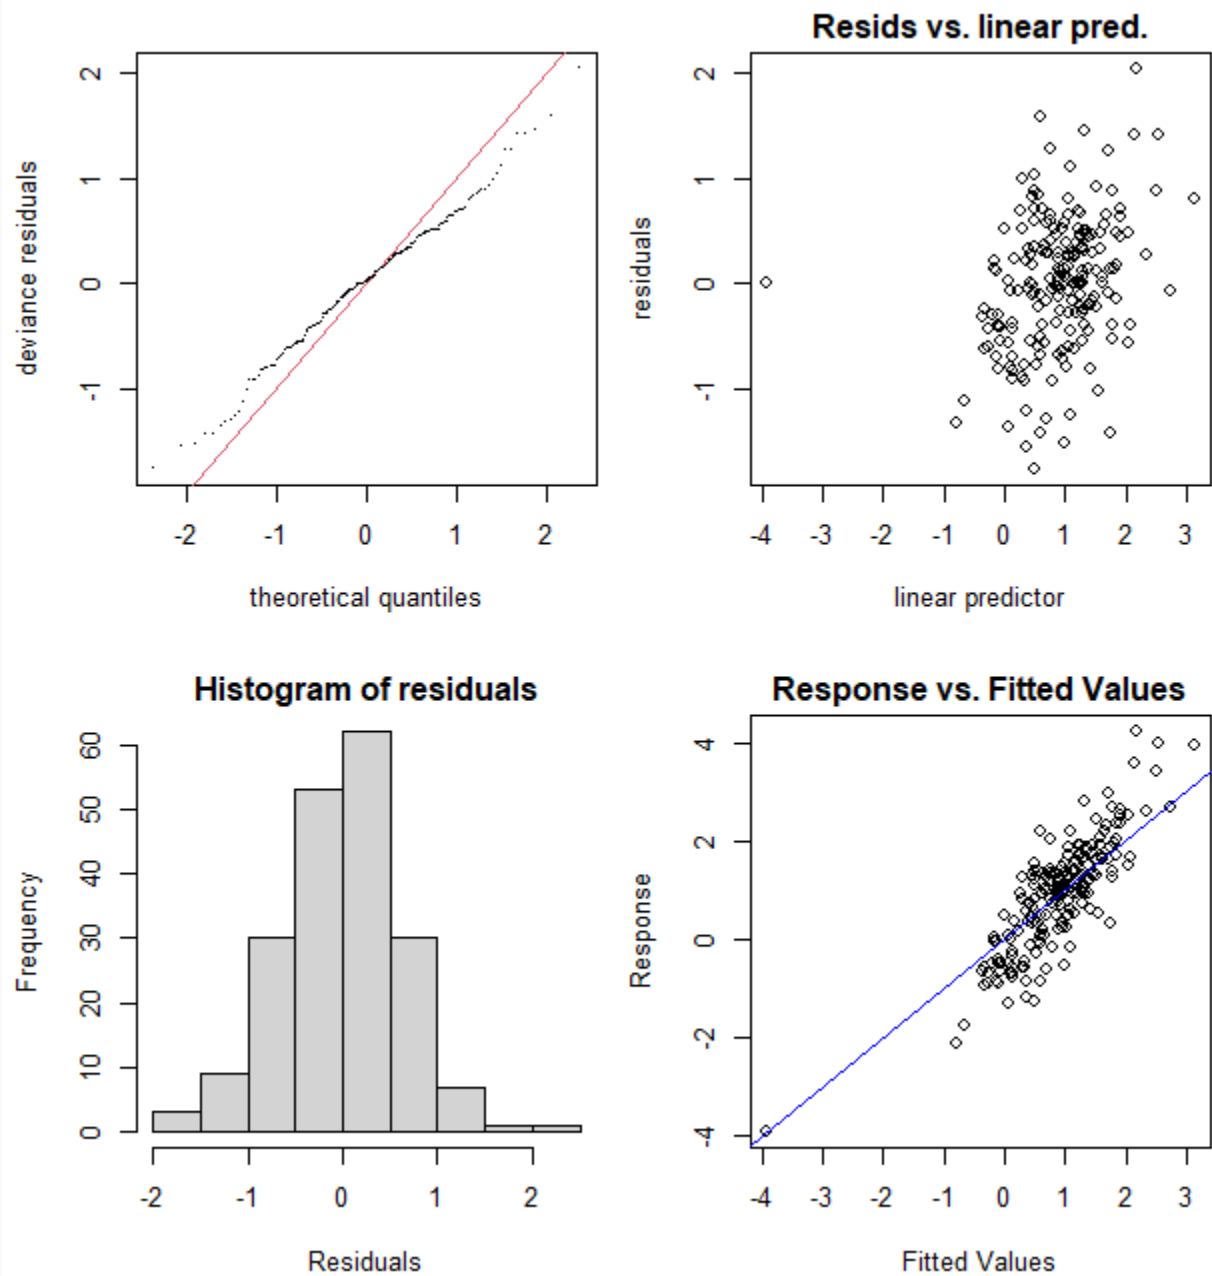 deviance residuals
2
1
0
-1
-2 -1 0 1 2
theoretical quantiles
Resids vs. linear pred.
residuals
2
1
0
-1
-4 -3 -2 -1 0 1 2 3
linear predictor
Histogram of residuals
Frequency
60
50
40
30
20
10
0
-2 -1 0 1 2
Residuals
Response vs. Fitted Values
Response
4
2
0
-2
-4
-4 -3 -2 -1 0 1 2 3
Fitted Values